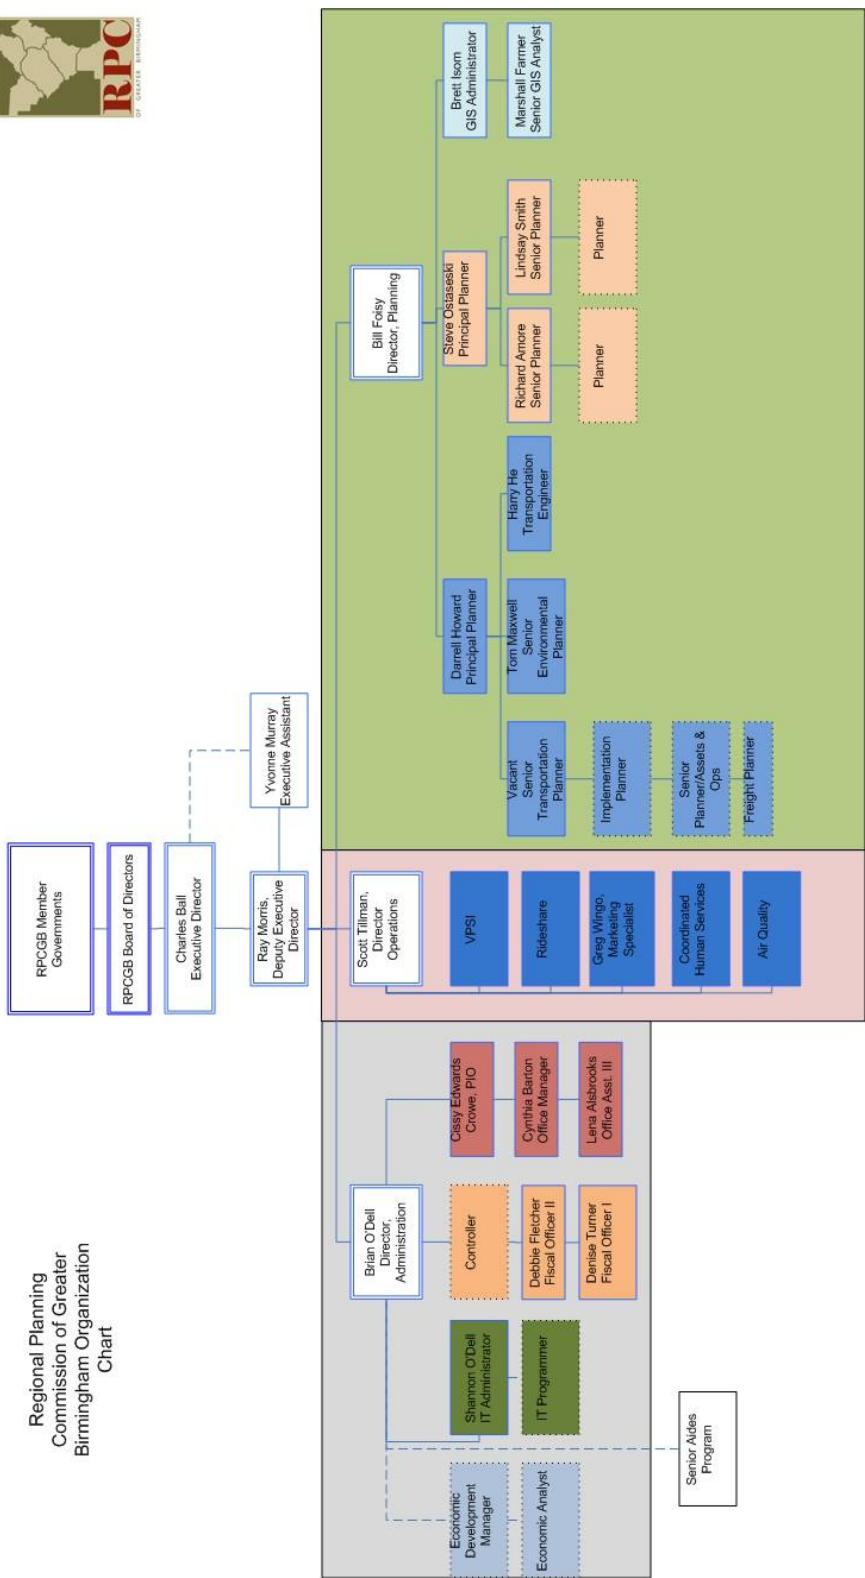 Regional Planning
Commission of Greater
Birmingham Organization
Chart
RPC
OF GREATER BIRMINGHAM
RPCGB Member
Governments
RPCGB Board of Directors
Charles Ball
Executive Director
Yvonne Murray
Executive Assistant
Ray Morris,
Deputy Executive
Director
Brian O'Dell
Director,
Administration
Scott Tillman,
Director
Operations
Bill Foisy
Director, Planning
Economic
Development
Manager
Economic Analyst
Shannon O'Dell
IT Administrator
IT Programmer
Controller
Debbie Fletcher
Fiscal Officer II
Denise Turner
Fiscal Officer I
Cissy Edwards
Crowe, PIO
Cynthia Barton
Office Manager
Lena Alsbrooks
Office Asst. III
Senior Aides
Program
VPSI
Rideshare
Greg Wingo,
Marketing
Specialist
Coordinated
Human Services
Air Quality
Darrell Howard
Principal Planner
Vacant
Senior
Transportation
Planner
Implementation
Planner
Senior
Planner/Assets &
Ops
Freight Planner
Tom Maxwell
Senior
Environmental
Planner
Harry He
Transportation
Engineer
Steve Ostaseski
Principal Planner
Richard Amore
Senior Planner
Planner
Lindsay Smith
Senior Planner
Planner
Brett Isom
GIS Administrator
Marshall Farmer
Senior GIS Analyst